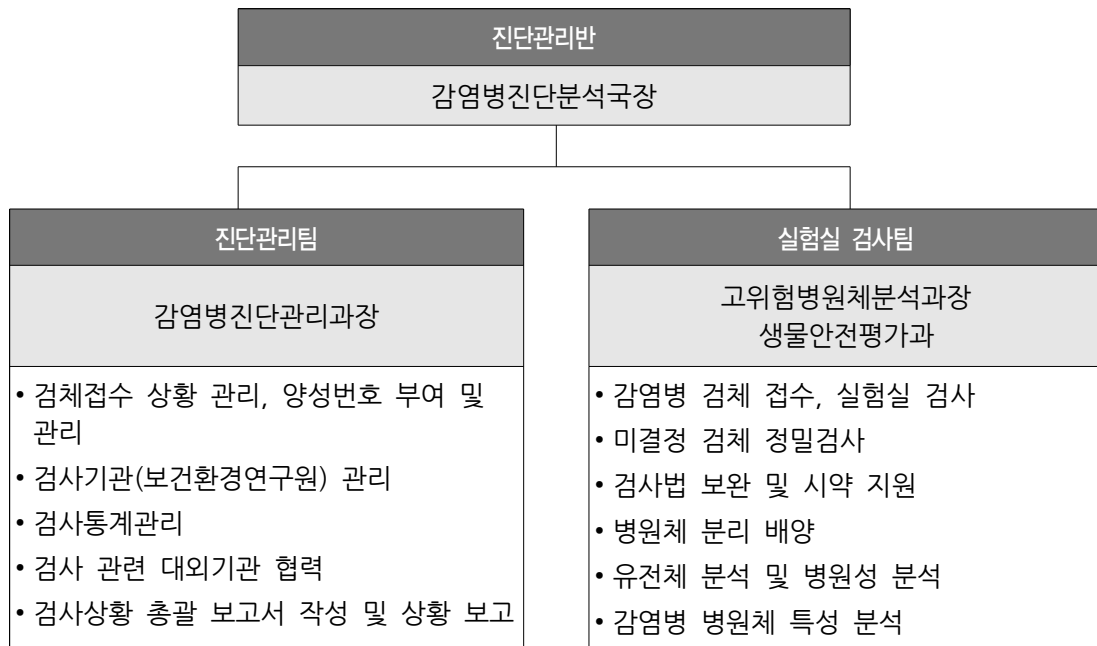 진단관리반
감염병진단분석국장
진단관리팀
감염병진단관리과장
• 검체접수 상황 관리, 양성번호 부여 및
관리
• 검사기관(보건환경연구원) 관리
• 검사통계관리
• 검사 관련 대외기관 협력
• 검사상황 총괄 보고서 작성 및 상황 보고
실험실 검사팀
고위험병원체분석과장
생물안전평가과
• 감염병 검체 접수, 실험실 검사
• 미결정 검체 정밀검사
• 검사법 보완 및 시약 지원
• 병원체 분리 배양
• 유전체 분석 및 병원성 분석
• 감염병 병원체 특성 분석